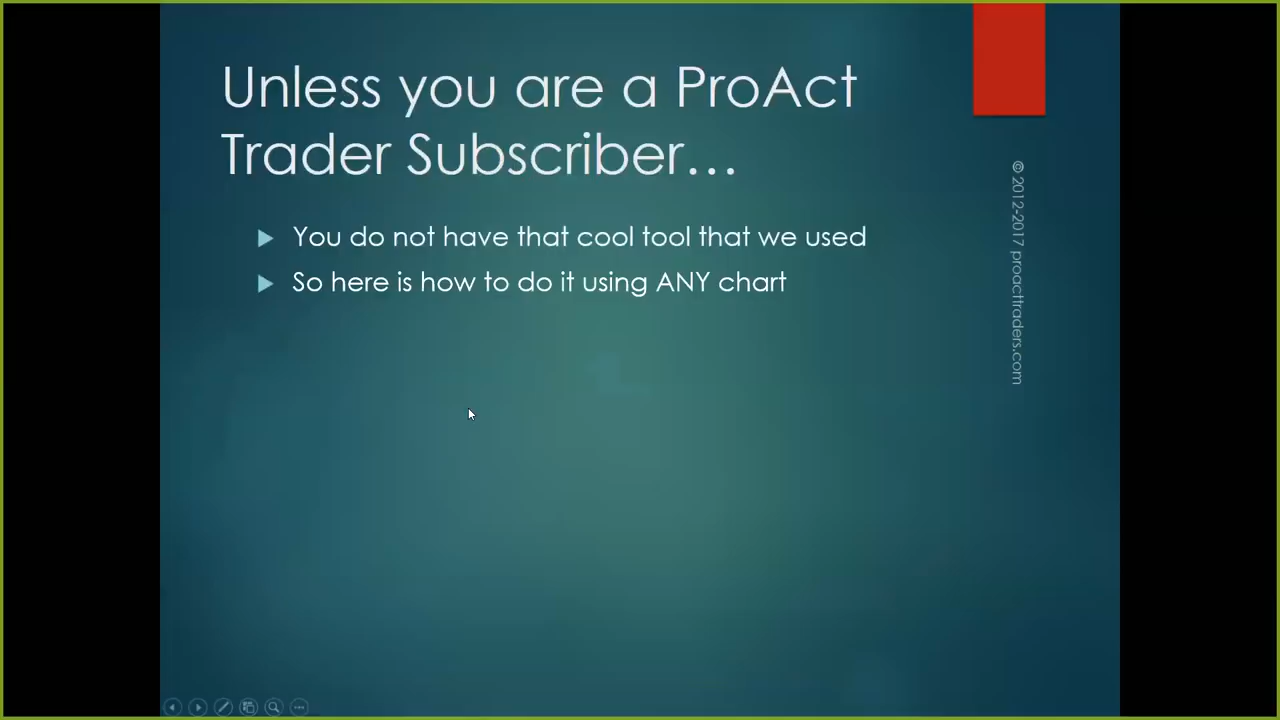 Unless you are a ProAct
Trader Subscriber…
You do not have that cool tool that we used
So here is how to do it using ANY chart
© 2012-2017 proacttraders.com